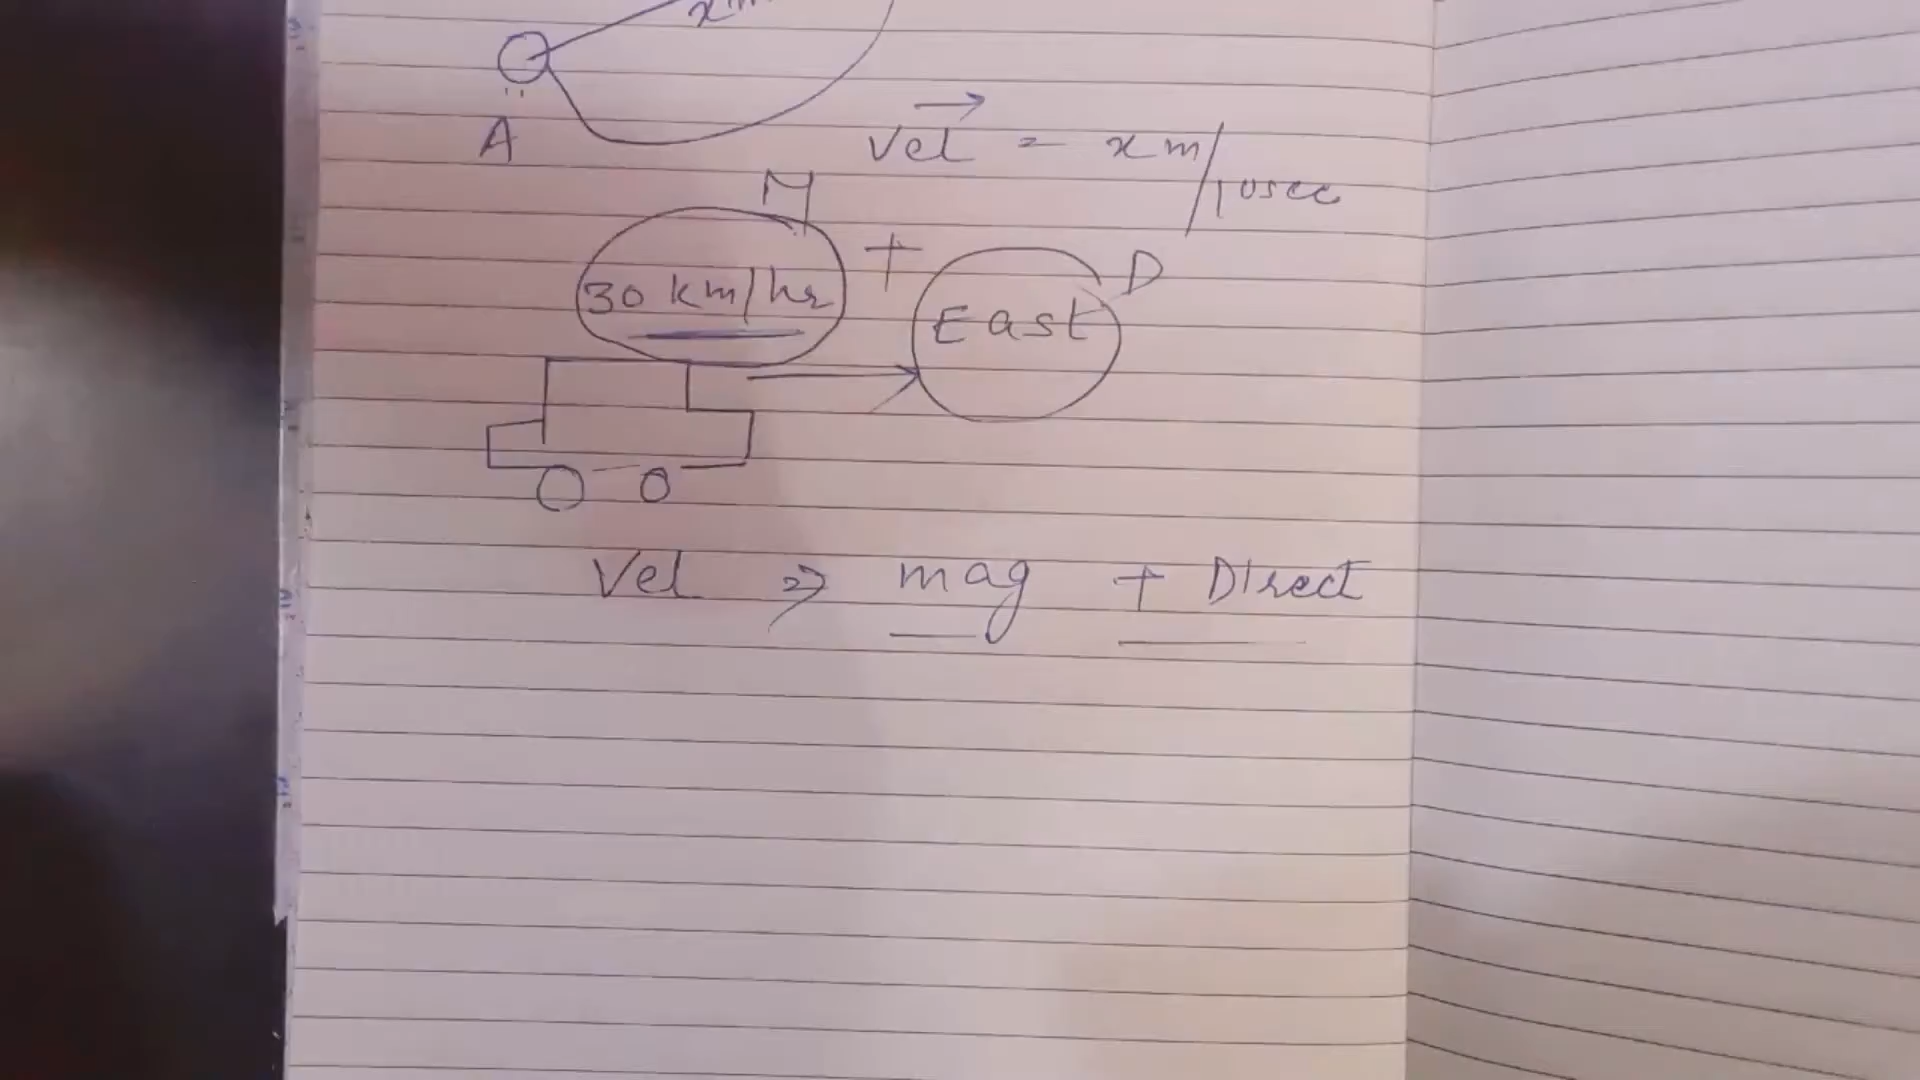 x m
A
Vel = x m/10sec
M
30 km/hr + East D
Vel ⇒ mag + Direct